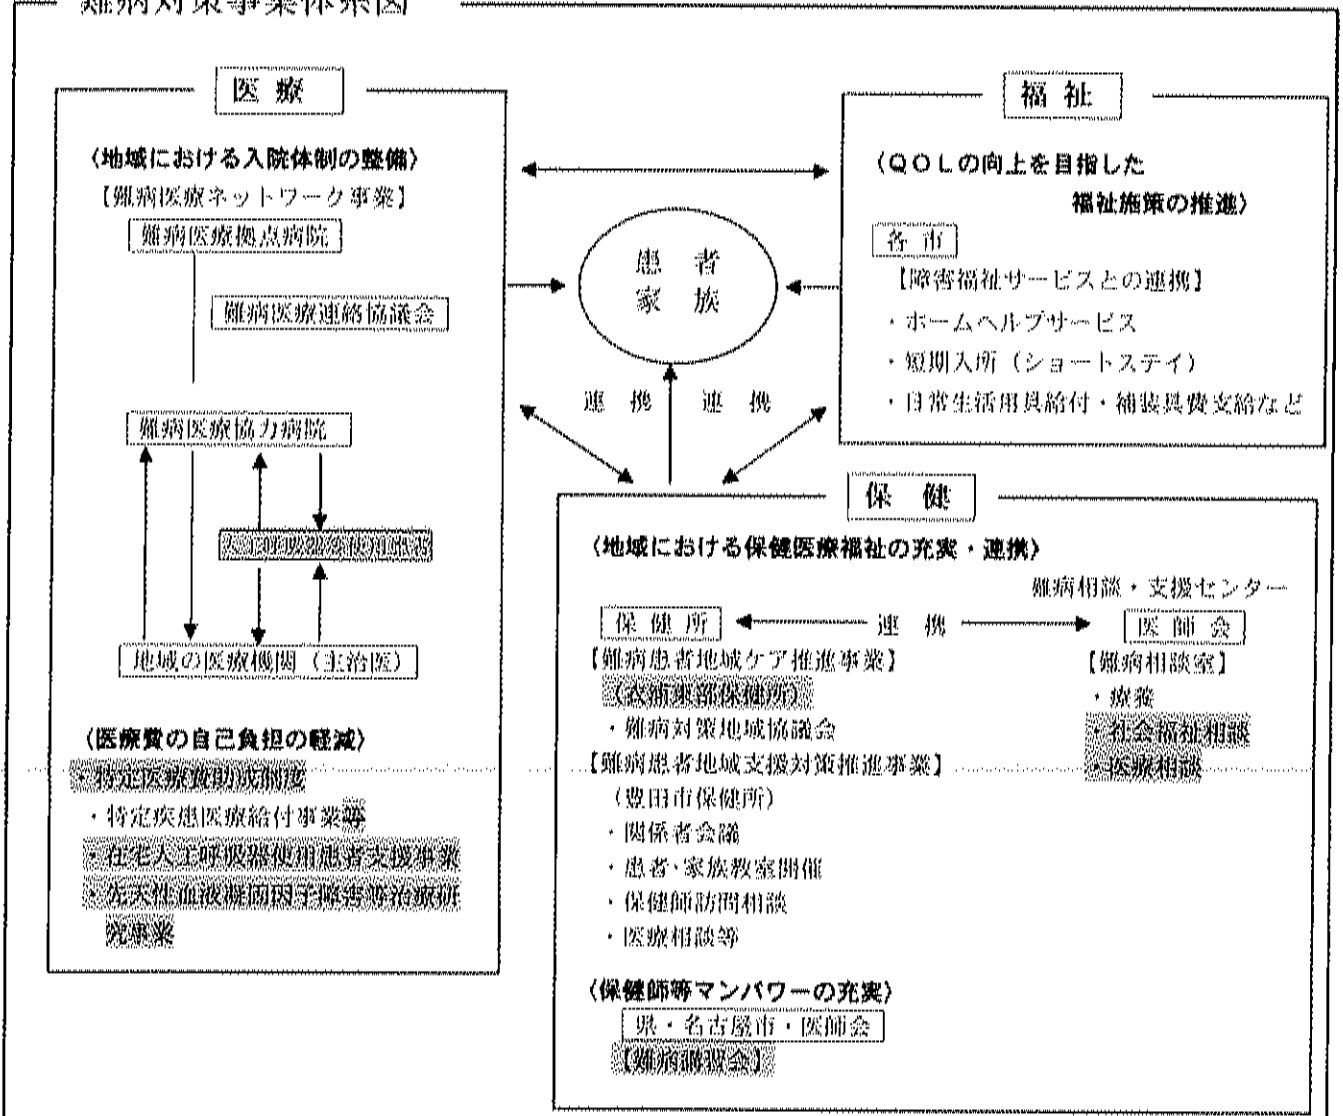 難病対策事業体系図
医療
〈地域における入院体制の整備〉
【難病医療ネットワーク事業】
難病医療拠点病院
難病医療連絡協議会
難病医療協力病院
地域の医療機関（主治医）
〈医療費の自己負担の軽減〉
・特定医療費助成制度
・特定疾患医療給付事業等
・在宅人工呼吸器使用患者支援事業
・先天性血液凝固因子障害等治療研
究事業
患者
家族
連携 連携
福祉
〈QOLの向上を目指した
福祉施策の推進〉
各市
【障害福祉サービスとの連携】
・ホームヘルプサービス
・短期入所（ショートステイ）
・日常生活用具給付・補装具費支給など
保健
〈地域における保健医療福祉の充実・連携〉
難病相談・支援センター
保健所 連携 医師会
【難病患者地域ケア推進事業】
（衣浦東部保健所）
・難病対策地域協議会
【難病患者地域支援対策推進事業】
（豊田市保健所）
・関係者会議
・患者・家族教室開催
・保健師訪問相談
・医療相談等
【難病相談室】
・療養
・社会福祉相談
・医療相談
〈保健師等マンパワーの充実〉
県・名古屋市・医師会
【難病講習会】